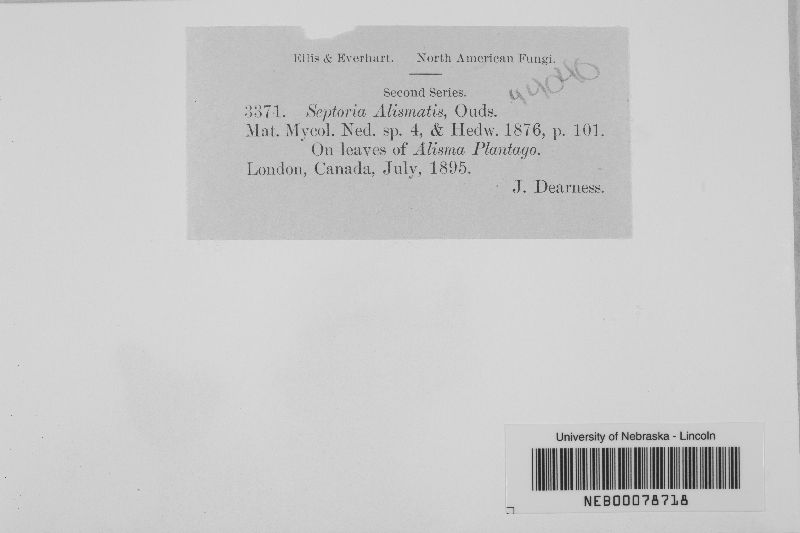 Ellis & Everhart. North American Fungi.
Second Series.
44040
3371. Septoria Alismatis, Ouds.
Mat. Mycol. Ned. sp. 4, & Hedw. 1876, p. 101.
On leaves of Alisma Plantago.
London, Canada, July, 1895.
J. Dearness.
University of Nebraska - Lincoln
NEB00078718